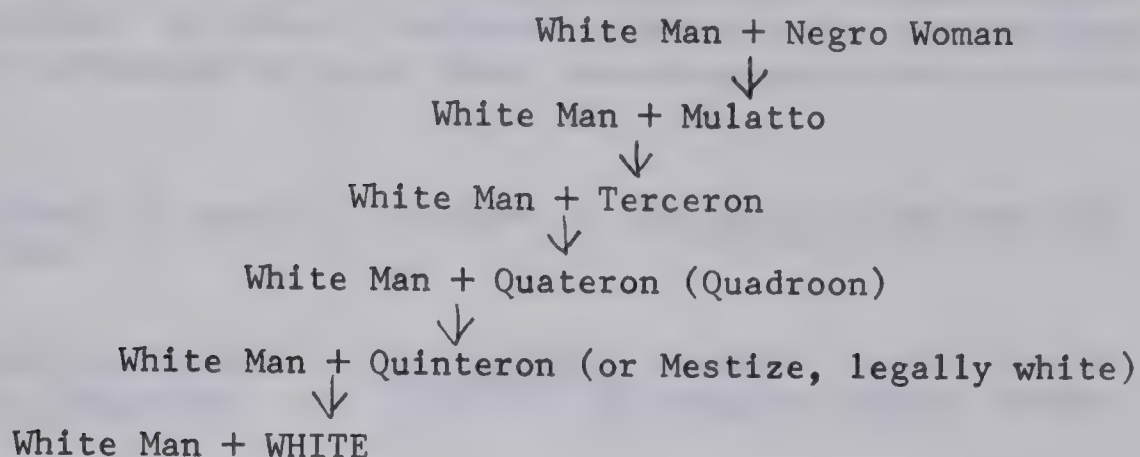 White Man + Negro Woman
White Man + Mulatto
White Man + Terceron
White Man + Quateron (Quadroon)
White Man + Quinteron (or Mestize, legally white)
White Man + WHITE